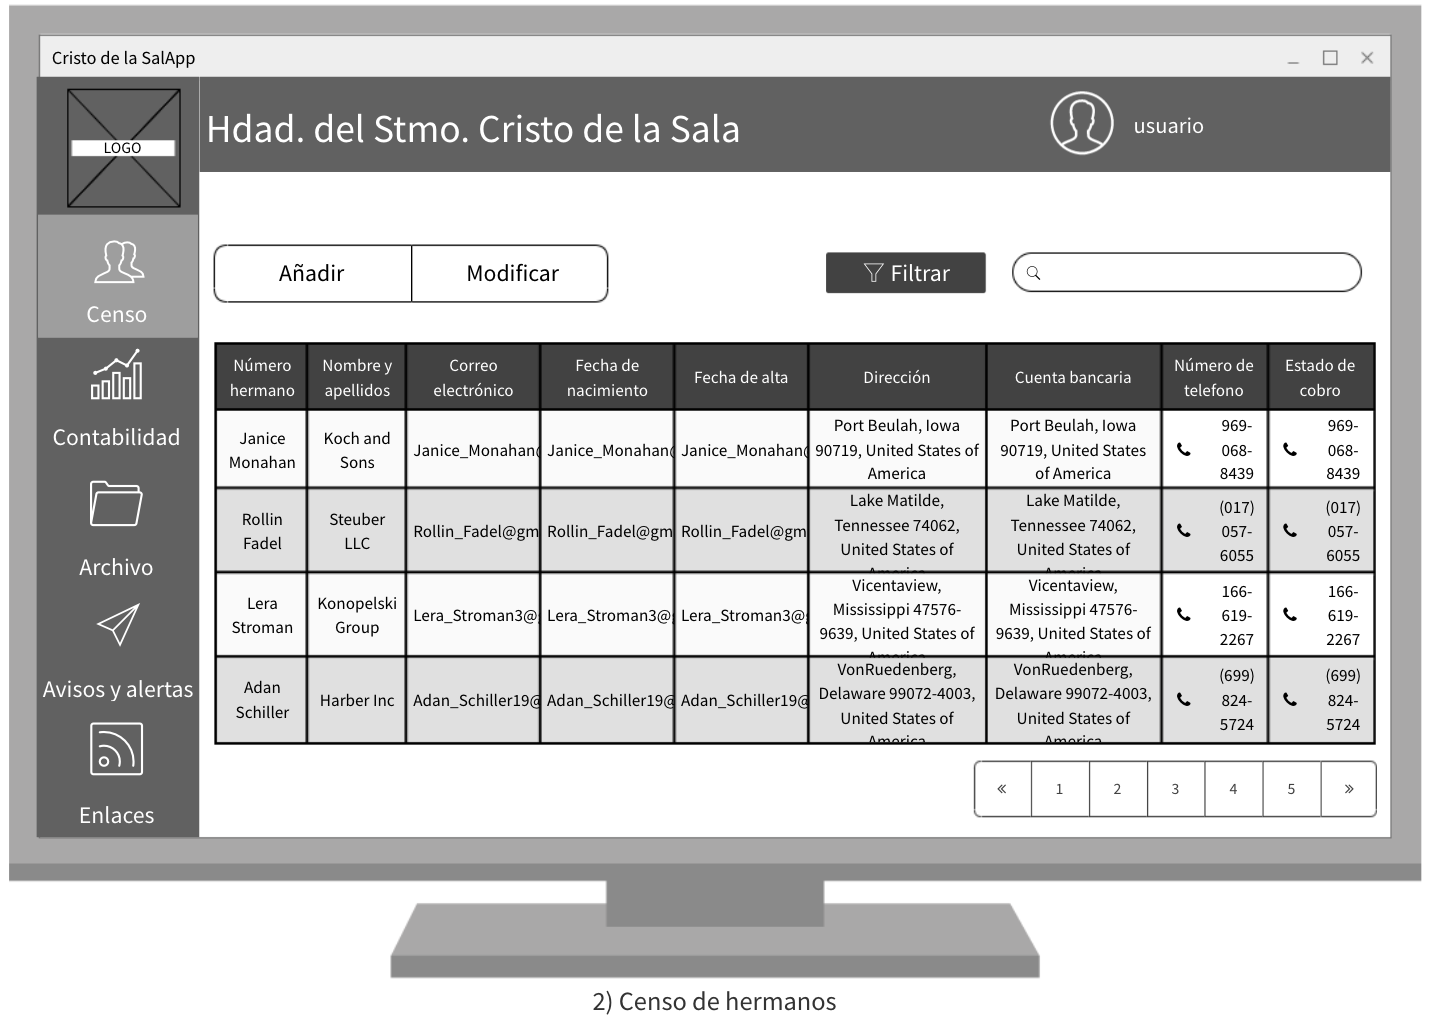 Cristo de la SalApp
LOGO
Hdad. del Stmo. Cristo de la Sala
usuario
Censo
Contabilidad
Archivo
Avisos y alertas
Enlaces
Añadir
Modificar
Filtrar
Número
hermano
Nombre y
apellidos
Correo
electrónico
Fecha de
nacimiento
Fecha de alta
Dirección
Cuenta bancaria
Número de
telefono
Estado de
cobro
Janice
Monahan
Koch and
Sons
Janice_Monahan@
Janice_Monahan@
Janice_Monahan@
Port Beulah, Iowa
90719, United States of
America
Port Beulah, Iowa
90719, United States
of America
969-
068-
8439
969-
068-
8439
Rollin
Fadel
Steuber
LLC
Rollin_Fadel@gm
Rollin_Fadel@gm
Rollin_Fadel@gm
Lake Matilde,
Tennessee 74062,
United States of
America
Lake Matilde,
Tennessee 74062,
United States of
America
(017)
057-
6055
(017)
057-
6055
Lera
Stroman
Konopelski
Group
Lera_Stroman3@g
Lera_Stroman3@g
Lera_Stroman3@g
Vicentaview,
Mississippi 47576-
9639, United States of
America
Vicentaview,
Mississippi 47576-
9639, United States of
America
166-
619-
2267
166-
619-
2267
Adan
Schiller
Harber Inc
Adan_Schiller19@
Adan_Schiller19@
Adan_Schiller19@
VonRuedenberg,
Delaware 99072-4003,
United States of
America
VonRuedenberg,
Delaware 99072-4003,
United States of
America
(699)
824-
5724
(699)
824-
5724
« 1 2 3 4 5 »
2) Censo de hermanos